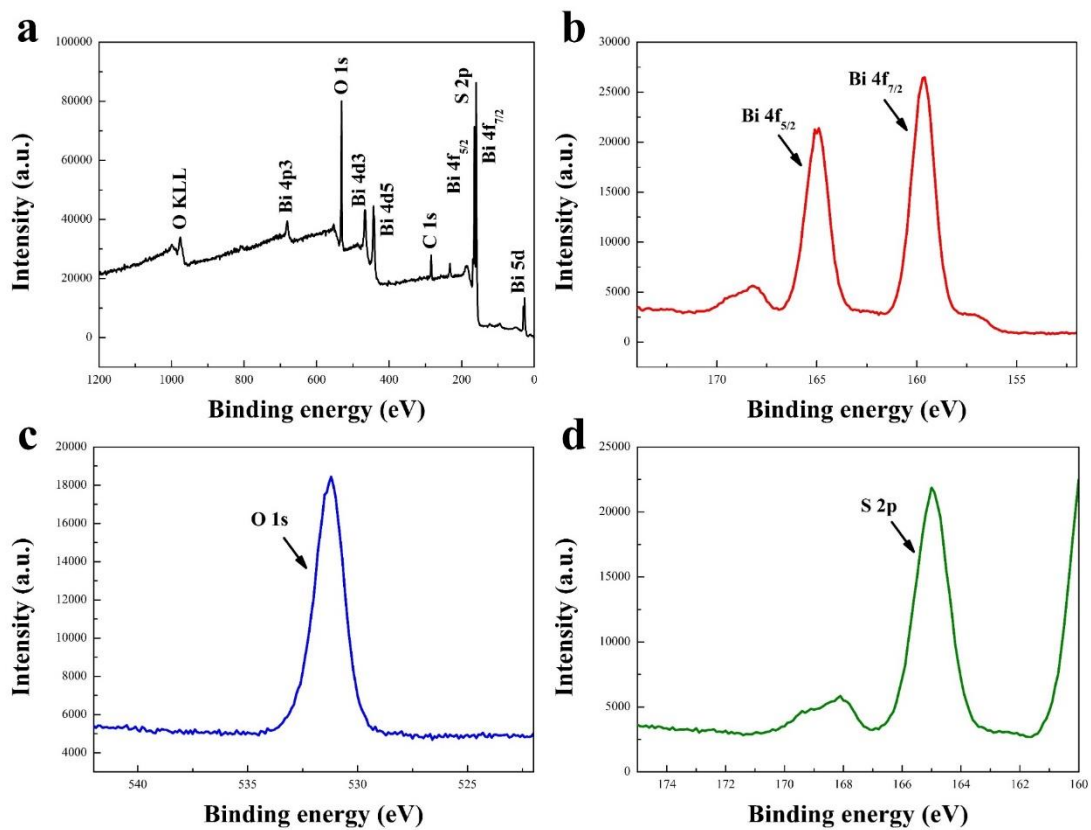 a
100000
80000
60000
40000
20000
0
Intensity (a.u.)
O KLL
Bi 4p3
O 1s
Bi 4d3
Bi 4d5
C 1s
Bi 4f5/2
S 2p
Bi 4f7/2
Bi 5d
1200 1000 800 600 400 200 0
Binding energy (eV)
b
30000
25000
20000
15000
10000
5000
0
Intensity (a.u.)
Bi 4f5/2
Bi 4f7/2
170 165 160 155
Binding energy (eV)
c
20000
18000
16000
14000
12000
10000
8000
6000
4000
Intensity (a.u.)
O 1s
540 535 530 525
Binding energy (eV)
d
25000
20000
15000
10000
5000
0
Intensity (a.u.)
S 2p
174 172 170 168 166 164 162 160
Binding energy (eV)